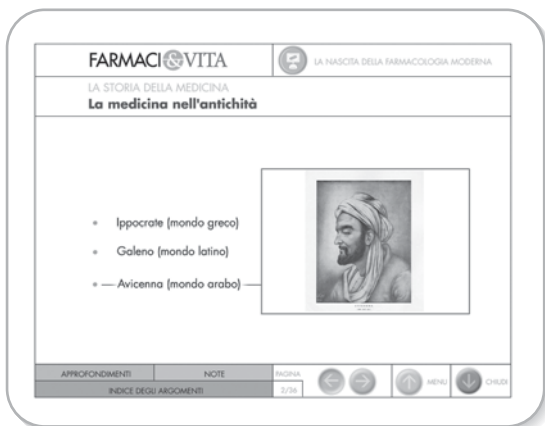 FARMACI&VITA
LA NASCITA DELLA FARMACOLOGIA MODERNA
LA STORIA DELLA MEDICINA
La medicina nell'antichità
Ippocrate (mondo greco)
Galeno (mondo latino)
Avicenna (mondo arabo)
APPROFONDIMENTI
NOTE
INDICE DEGLI ARGOMENTI
PAGINA
2/36
MENU
CHIUDI